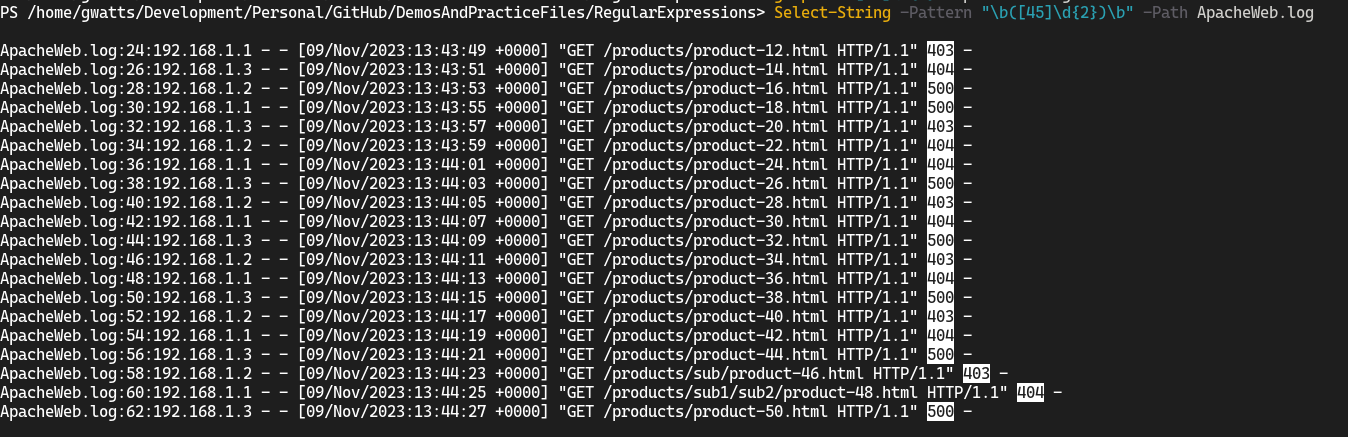 PS /home/gwatts/Development/Personal/GitHub/DemosAndPracticeFiles/RegularExpressions> Select-String -Pattern "\b([45]\d{2})\b" -Path ApacheWeb.log
ApacheWeb.log:24:192.168.1.1 - - [09/Nov/2023:13:43:49 +0000] "GET /products/product-12.html HTTP/1.1" 403 -
ApacheWeb.log:26:192.168.1.3 - - [09/Nov/2023:13:43:51 +0000] "GET /products/product-14.html HTTP/1.1" 404 -
ApacheWeb.log:28:192.168.1.2 - - [09/Nov/2023:13:43:53 +0000] "GET /products/product-16.html HTTP/1.1" 500 -
ApacheWeb.log:30:192.168.1.1 - - [09/Nov/2023:13:43:55 +0000] "GET /products/product-18.html HTTP/1.1" 500 -
ApacheWeb.log:32:192.168.1.3 - - [09/Nov/2023:13:43:57 +0000] "GET /products/product-20.html HTTP/1.1" 403 -
ApacheWeb.log:34:192.168.1.2 - - [09/Nov/2023:13:43:59 +0000] "GET /products/product-22.html HTTP/1.1" 404 -
ApacheWeb.log:36:192.168.1.1 - - [09/Nov/2023:13:44:01 +0000] "GET /products/product-24.html HTTP/1.1" 404 -
ApacheWeb.log:38:192.168.1.3 - - [09/Nov/2023:13:44:03 +0000] "GET /products/product-26.html HTTP/1.1" 500 -
ApacheWeb.log:40:192.168.1.2 - - [09/Nov/2023:13:44:05 +0000] "GET /products/product-28.html HTTP/1.1" 403 -
ApacheWeb.log:42:192.168.1.1 - - [09/Nov/2023:13:44:07 +0000] "GET /products/product-30.html HTTP/1.1" 404 -
ApacheWeb.log:44:192.168.1.3 - - [09/Nov/2023:13:44:09 +0000] "GET /products/product-32.html HTTP/1.1" 500 -
ApacheWeb.log:46:192.168.1.2 - - [09/Nov/2023:13:44:11 +0000] "GET /products/product-34.html HTTP/1.1" 403 -
ApacheWeb.log:48:192.168.1.1 - - [09/Nov/2023:13:44:13 +0000] "GET /products/product-36.html HTTP/1.1" 404 -
ApacheWeb.log:50:192.168.1.3 - - [09/Nov/2023:13:44:15 +0000] "GET /products/product-38.html HTTP/1.1" 500 -
ApacheWeb.log:52:192.168.1.2 - - [09/Nov/2023:13:44:17 +0000] "GET /products/product-40.html HTTP/1.1" 403 -
ApacheWeb.log:54:192.168.1.1 - - [09/Nov/2023:13:44:19 +0000] "GET /products/product-42.html HTTP/1.1" 404 -
ApacheWeb.log:56:192.168.1.3 - - [09/Nov/2023:13:44:21 +0000] "GET /products/product-44.html HTTP/1.1" 500 -
ApacheWeb.log:58:192.168.1.2 - - [09/Nov/2023:13:44:23 +0000] "GET /products/sub/product-46.html HTTP/1.1" 403 -
ApacheWeb.log:60:192.168.1.1 - - [09/Nov/2023:13:44:25 +0000] "GET /products/sub1/sub2/product-48.html HTTP/1.1" 404 -
ApacheWeb.log:62:192.168.1.3 - - [09/Nov/2023:13:44:27 +0000] "GET /products/product-50.html HTTP/1.1" 500 -